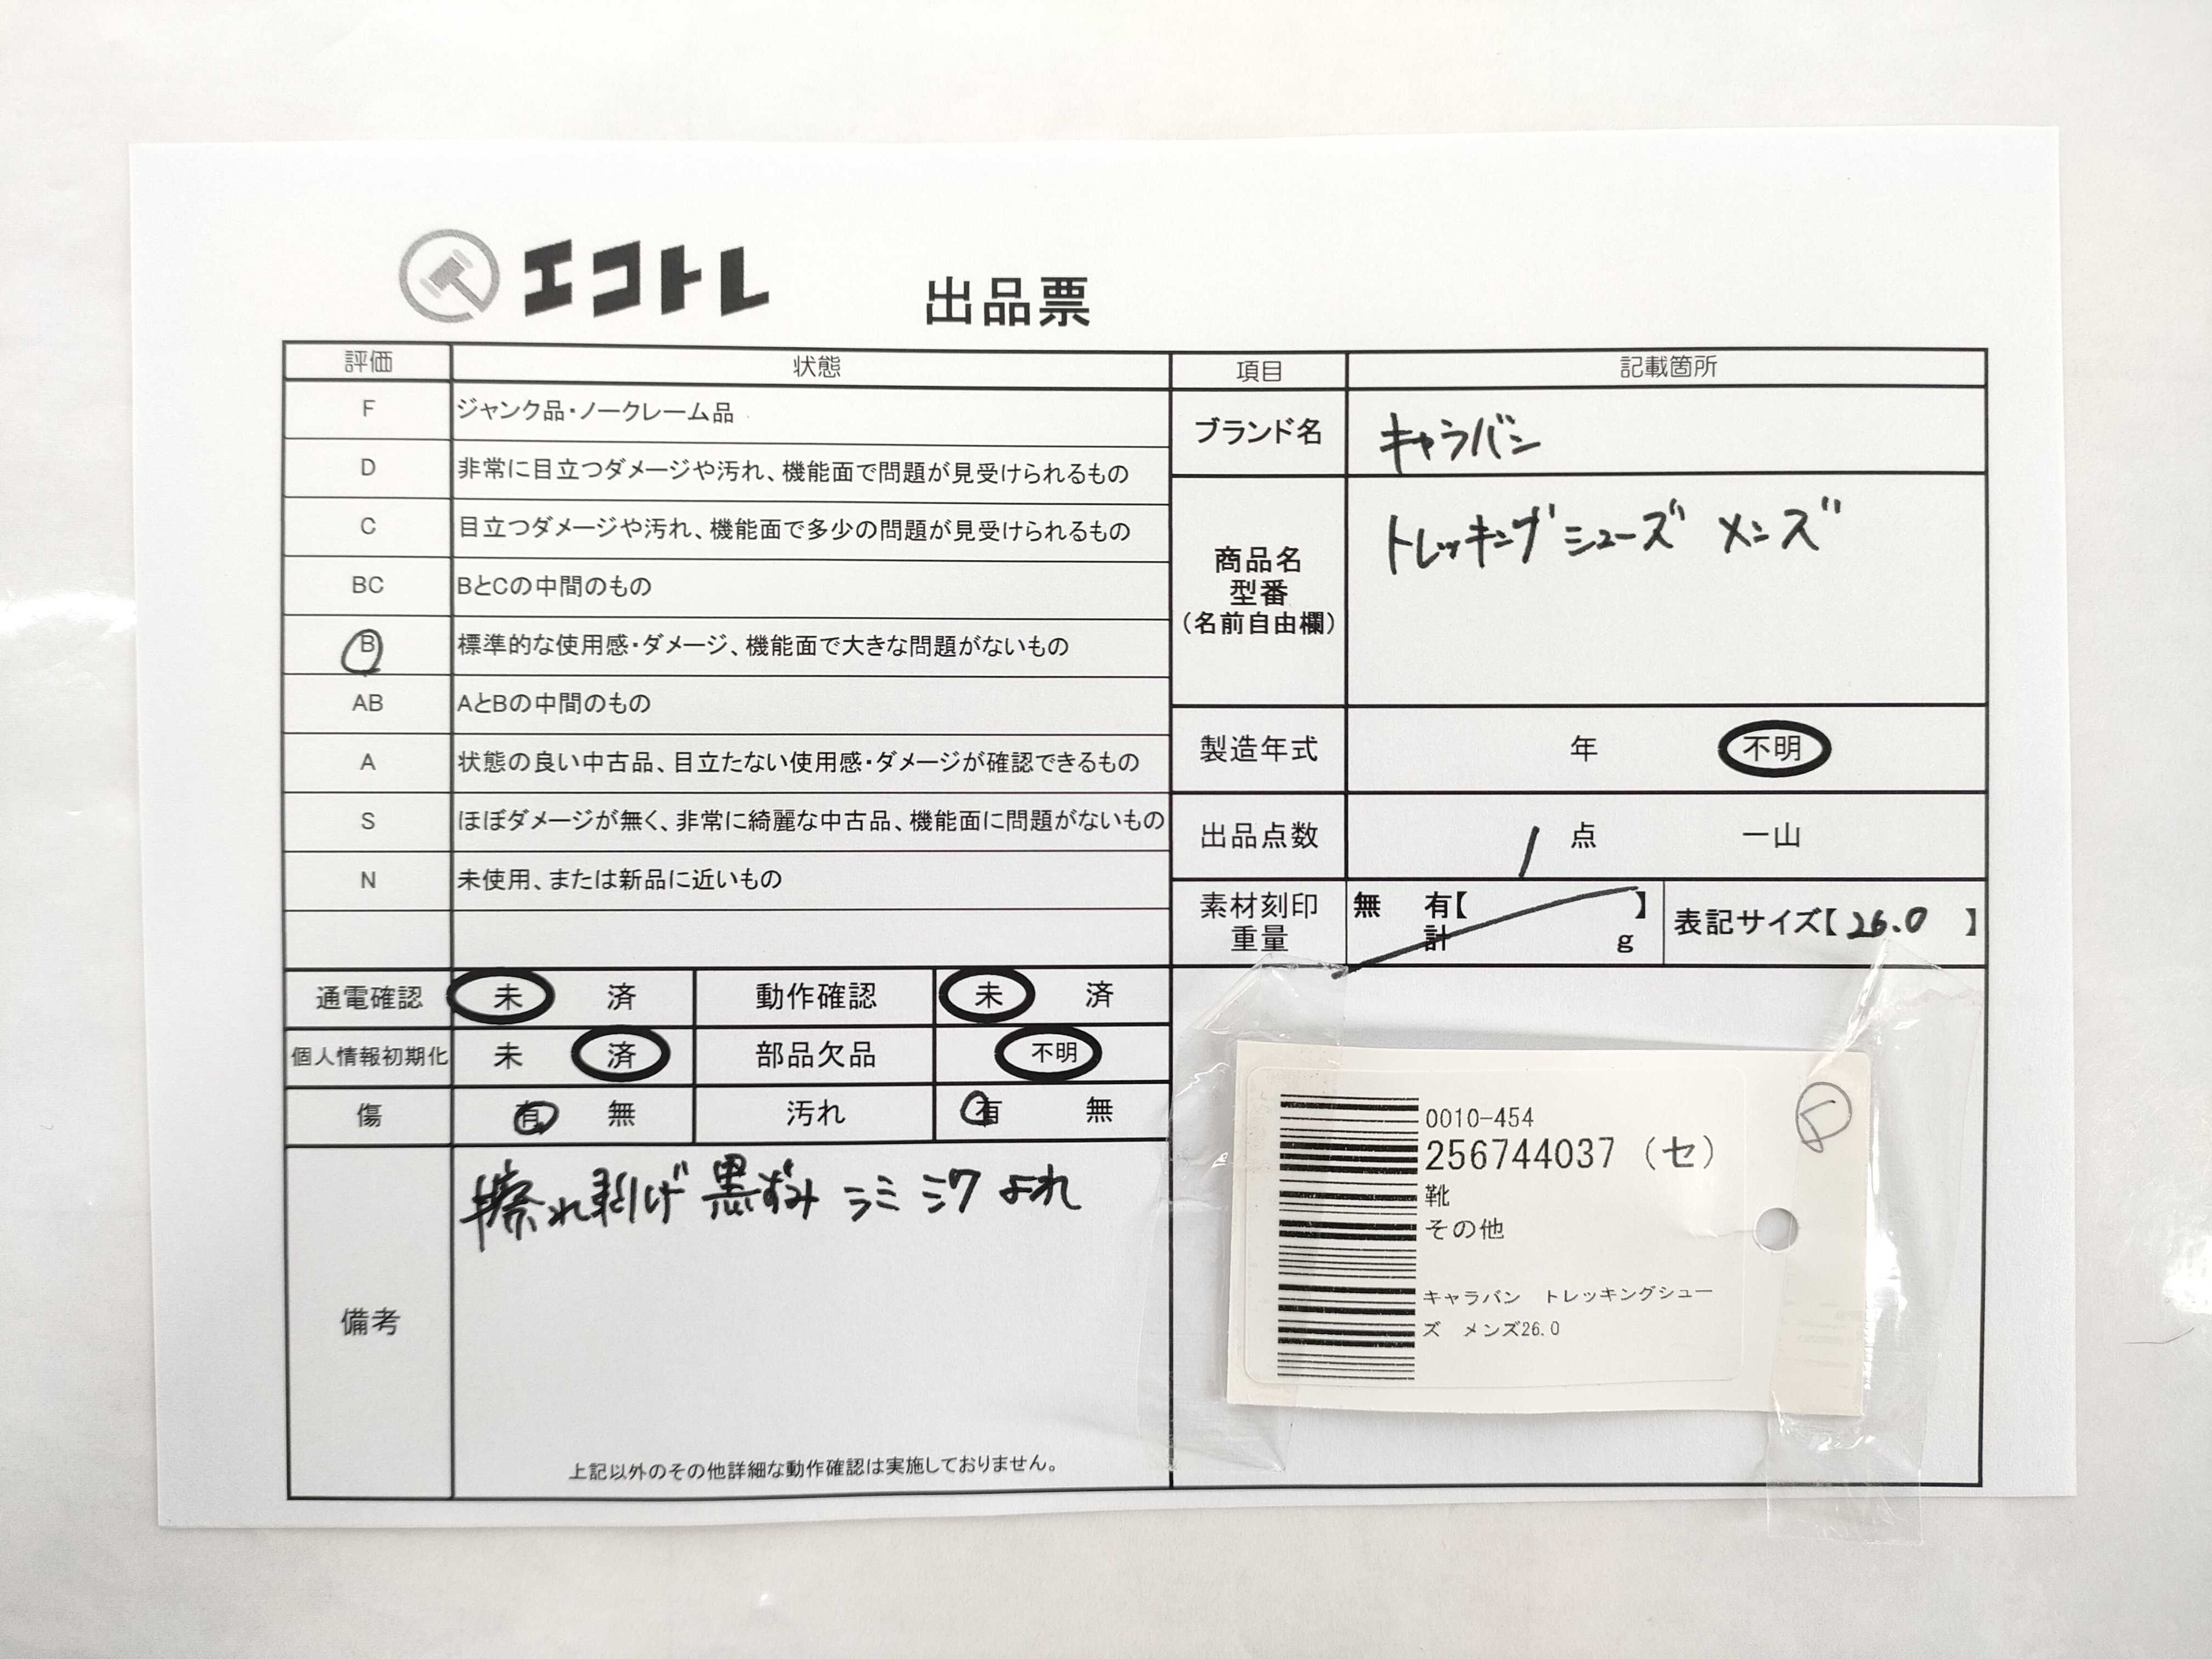 エコトレ 出品票
評価 状態
F ジャンク品・ノークレーム品
D 非常に目立つダメージや汚れ、機能面で問題が見受けられるもの
C 目立つダメージや汚れ、機能面で多少の問題が見受けられるもの
BC BとCの中間のもの
B 標準的な使用感・ダメージ、機能面で大きな問題がないもの
AB AとBの中間のもの
A 状態の良い中古品、目立たない使用感・ダメージが確認できるもの
S ほぼダメージが無く、非常に綺麗な中古品、機能面に問題がないもの
N 未使用、または新品に近いもの
通電確認 未 済 動作確認 未 済
個人情報初期化 未 済 部品欠品 不明
傷 有 無 汚れ 有 無
備考 擦れ剥げ 黒ずみ シミ シワ よれ
上記以外のその他詳細な動作確認は実施しておりません。
項目 記載箇所
ブランド名 キャラバン
商品名
型番
（名前自由欄）
トレッキングシューズ メンズ
製造年式 年 不明
出品点数 1 点 一山
素材刻印 無 有【 】
重量 計 g
表記サイズ【 26.0 】
0010-454
256744037 （セ）
靴
その他
キャラバン トレッキングシュー
ズ メンズ26.0